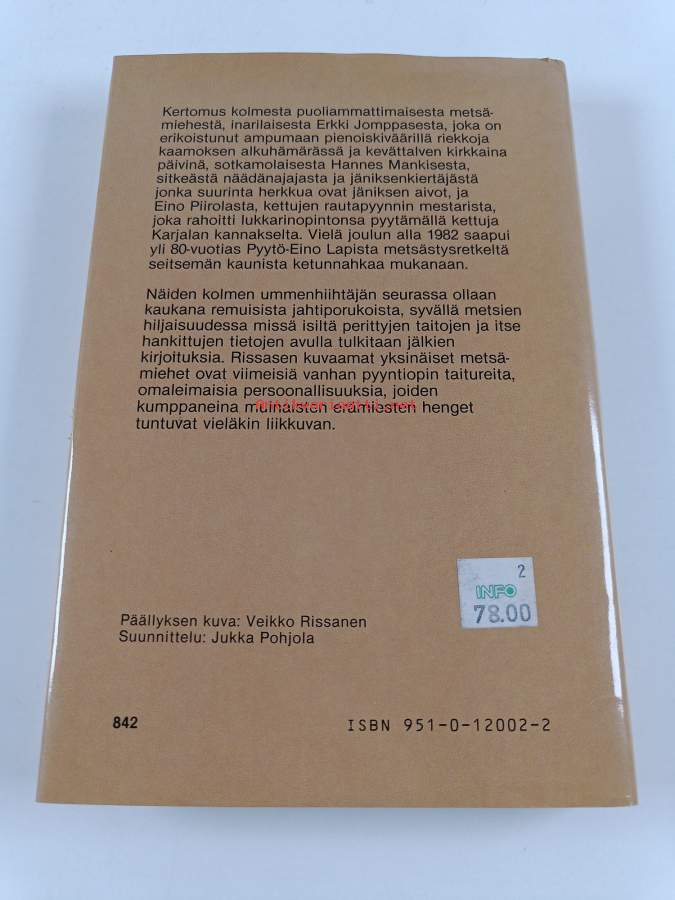 Kertomus kolmesta puoliammattimaisesta metsä-
miehestä, inarilaisesta Erkki Jomppasesta, joka on
erikoistunut ampumaan pienoiskiväärillä riekkoja
kaamoksen alkuhämärässä ja kevättalven kirkkaina
päivinä, sotkamolaisesta Hannes Mankisesta,
sitkeästä näädänajajasta ja jäniksenkiertäjästä
jonka suurinta herkkua ovat jäniksen aivot, ja
Eino Piirolasta, kettujen rautapyynnin mestarista,
joka rahoitti lukkarinopintonsa pyytämällä kettuja
Karjalan kannakselta. Vielä joulun alla 1982 saapui
yli 80-vuotias Pyytö-Eino Lapista metsästysretkeltä
seitsemän kaunista ketunnahkaa mukanaan.
Näiden kolmen ummenhiihtäjän seurassa ollaan
kaukana remuisista jahtiporukoista, syvällä metsien
hiljaisuudessa missä isiltä perittyjen taitojen ja itse
hankittujen tietojen avulla tulkitaan jälkien
kirjoituksia. Rissasen kuvaamat yksinäiset metsä-
miehet ovat viimeisiä vanhan pyyntiopin taitureita,
omaleimaisia persoonallisuuksia, joiden
kumppaneina muinaisten erämiesten henget
Antikvariaatti.net
tuntuvat vieläkin liikkuvan.
2
INFO
78.00
Päällyksen kuva: Veikko Rissanen
Suunnittelu: Jukka Pohjola
842
ISBN 951-0-12002-2